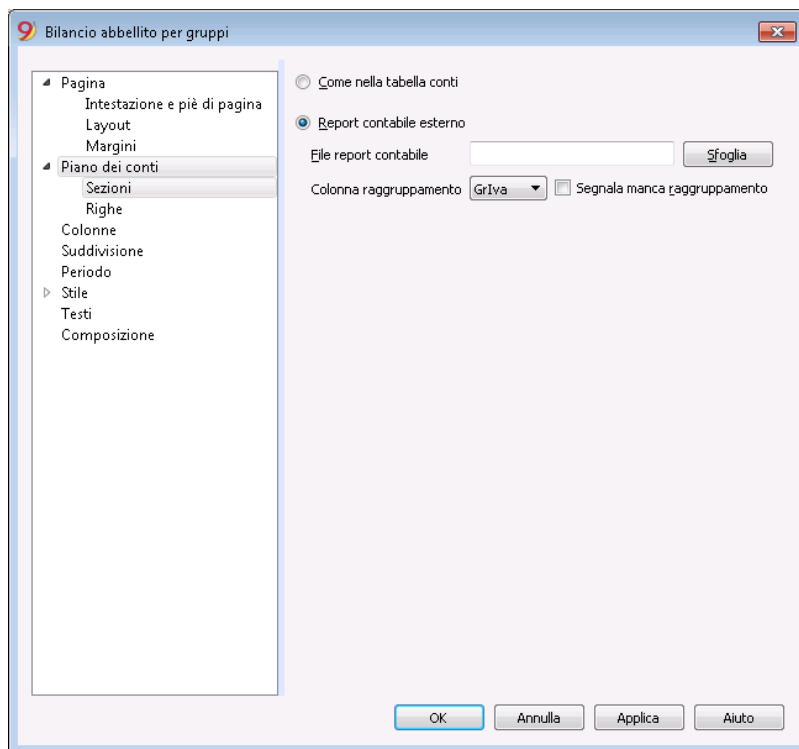 Bilancio abbellito per gruppi
Pagina
Intestazione e piè di pagina
Layout
Margini
Piano dei conti
Sezioni
Righe
Colonne
Suddivisione
Periodo
Stile
Testi
Composizione
Come nella tabella conti
Report contabile esterno
File report contabile
Sfoglia
Colonna raggruppamento GrIva Segnala manca raggruppamento
OK Annulla Applica Aiuto